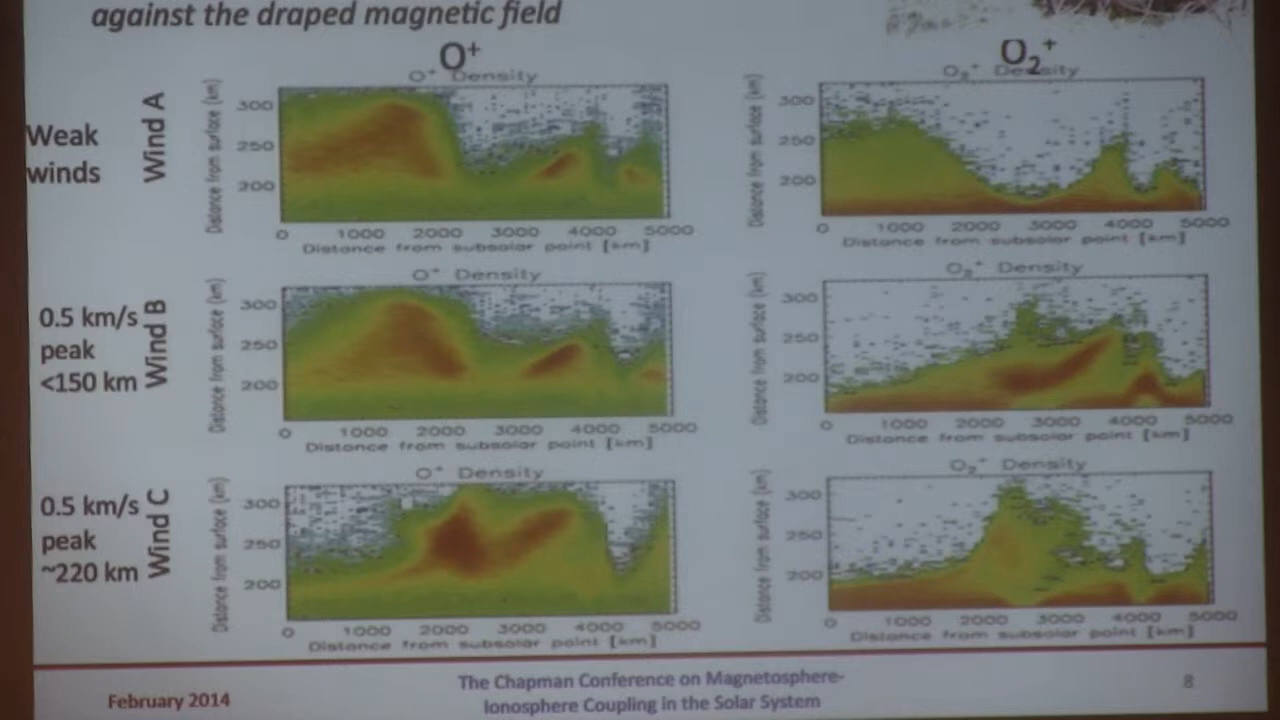 against the draped magnetic field
O+
O2+
O+ Density
O2+ Density
Weak
winds
Wind A
Distance from surface (km)
300
250
200
0 1000 2000 3000 4000 5000
Distance from subsolar point [km]
Distance from surface (km)
300
250
200
0 1000 2000 3000 4000 5000
Distance from subsolar point [km]
O+ Density
O2+ Density
0.5 km/s
peak
<150 km
Wind B
Distance from surface (km)
300
250
200
0 1000 2000 3000 4000 5000
Distance from subsolar point [km]
Distance from surface (km)
300
250
200
0 1000 2000 3000 4000 5000
Distance from subsolar point [km]
O+ Density
O2+ Density
0.5 km/s
peak
~220 km
Wind C
Distance from surface (km)
300
250
200
0 1000 2000 3000 4000 5000
Distance from subsolar point [km]
Distance from surface (km)
300
250
200
0 1000 2000 3000 4000 5000
Distance from subsolar point [km]
February 2014
The Chapman Conference on Magnetosphere-
Ionosphere Coupling in the Solar System
8